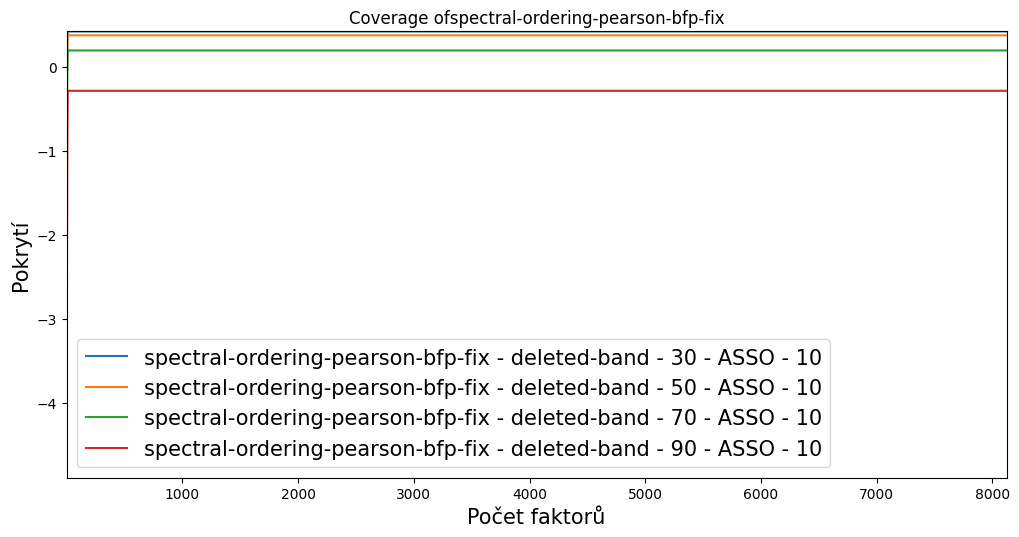 Coverage ofspectral-ordering-pearson-bfp-fix
Pokrytí
0
−1
−2
−3
−4
spectral-ordering-pearson-bfp-fix - deleted-band - 30 - ASSO - 10
spectral-ordering-pearson-bfp-fix - deleted-band - 50 - ASSO - 10
spectral-ordering-pearson-bfp-fix - deleted-band - 70 - ASSO - 10
spectral-ordering-pearson-bfp-fix - deleted-band - 90 - ASSO - 10
1000 2000 3000 4000 5000 6000 7000 8000
Počet faktorů